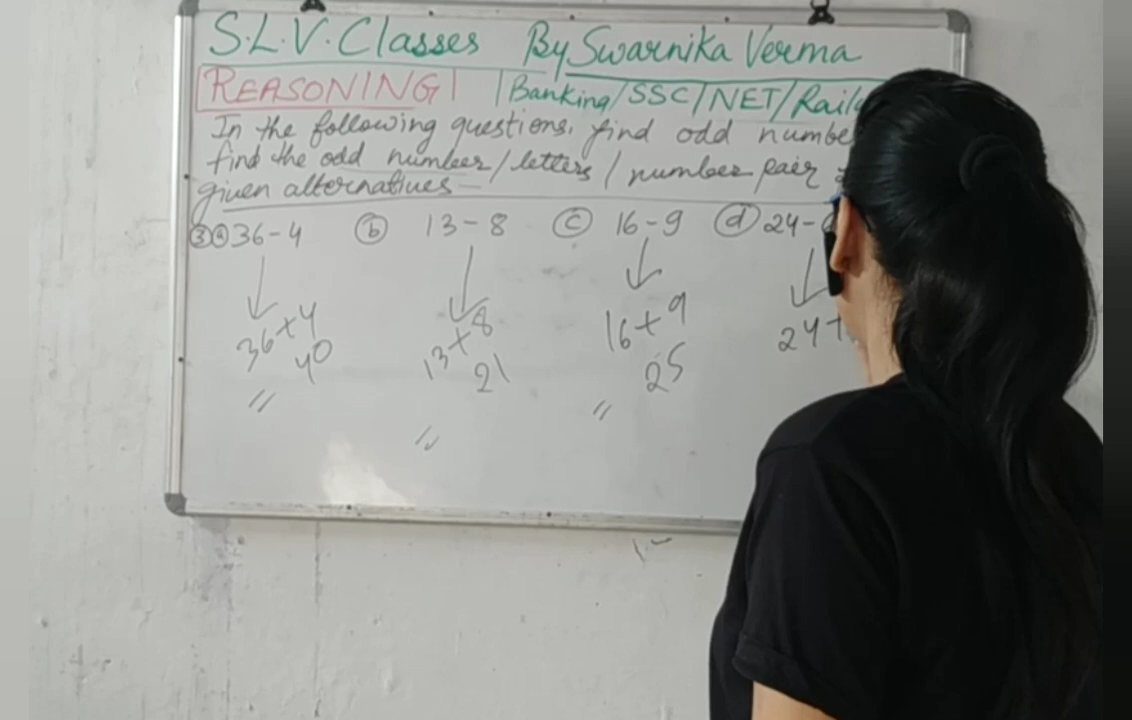 S.L.V. Classes By Swarnika Verma
REASONING | Banking/SSC/NET/Rail
In the following questions, find odd numbe
find the odd number/letters/number pair
given alternatives—
③ⓐ 36-4 ⓑ 13-8 ⓒ 16-9 ⓓ 24-
36+4 13+8 16+9 24+
40 21 25